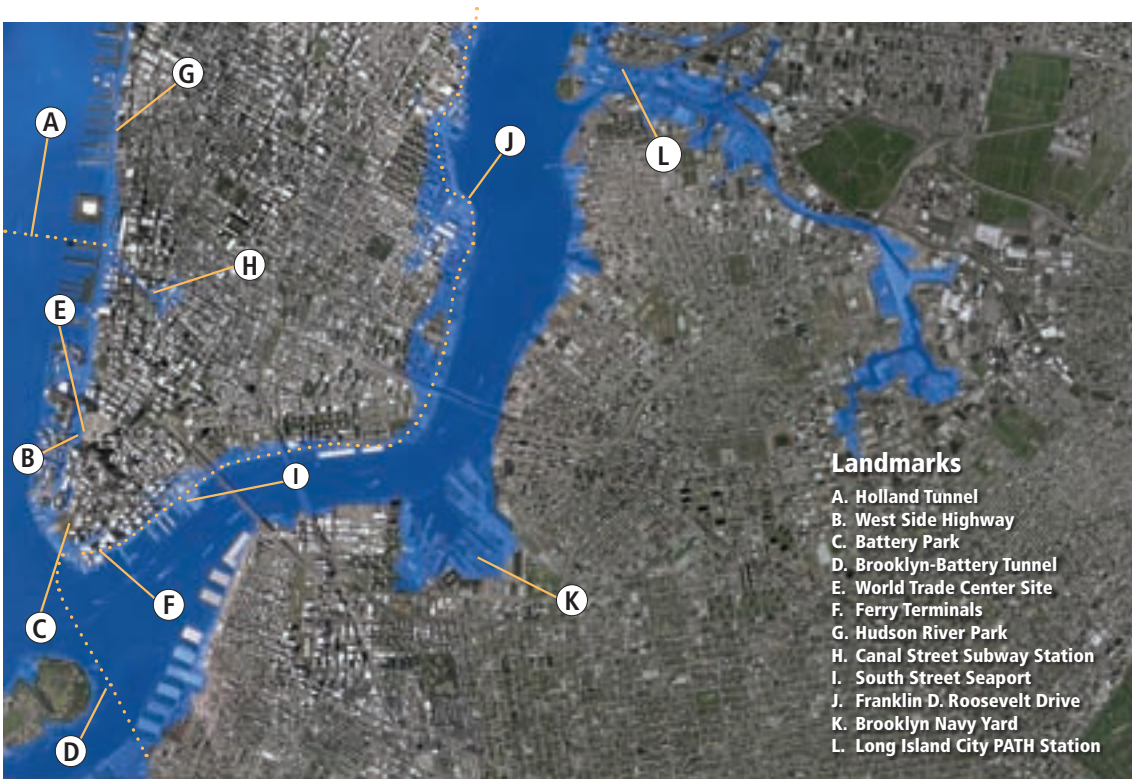 G
A
J
L
H
E
B
I
K
F
C
D
Landmarks
A. Holland Tunnel
B. West Side Highway
C. Battery Park
D. Brooklyn-Battery Tunnel
E. World Trade Center Site
F. Ferry Terminals
G. Hudson River Park
H. Canal Street Subway Station
I. South Street Seaport
J. Franklin D. Roosevelt Drive
K. Brooklyn Navy Yard
L. Long Island City PATH Station